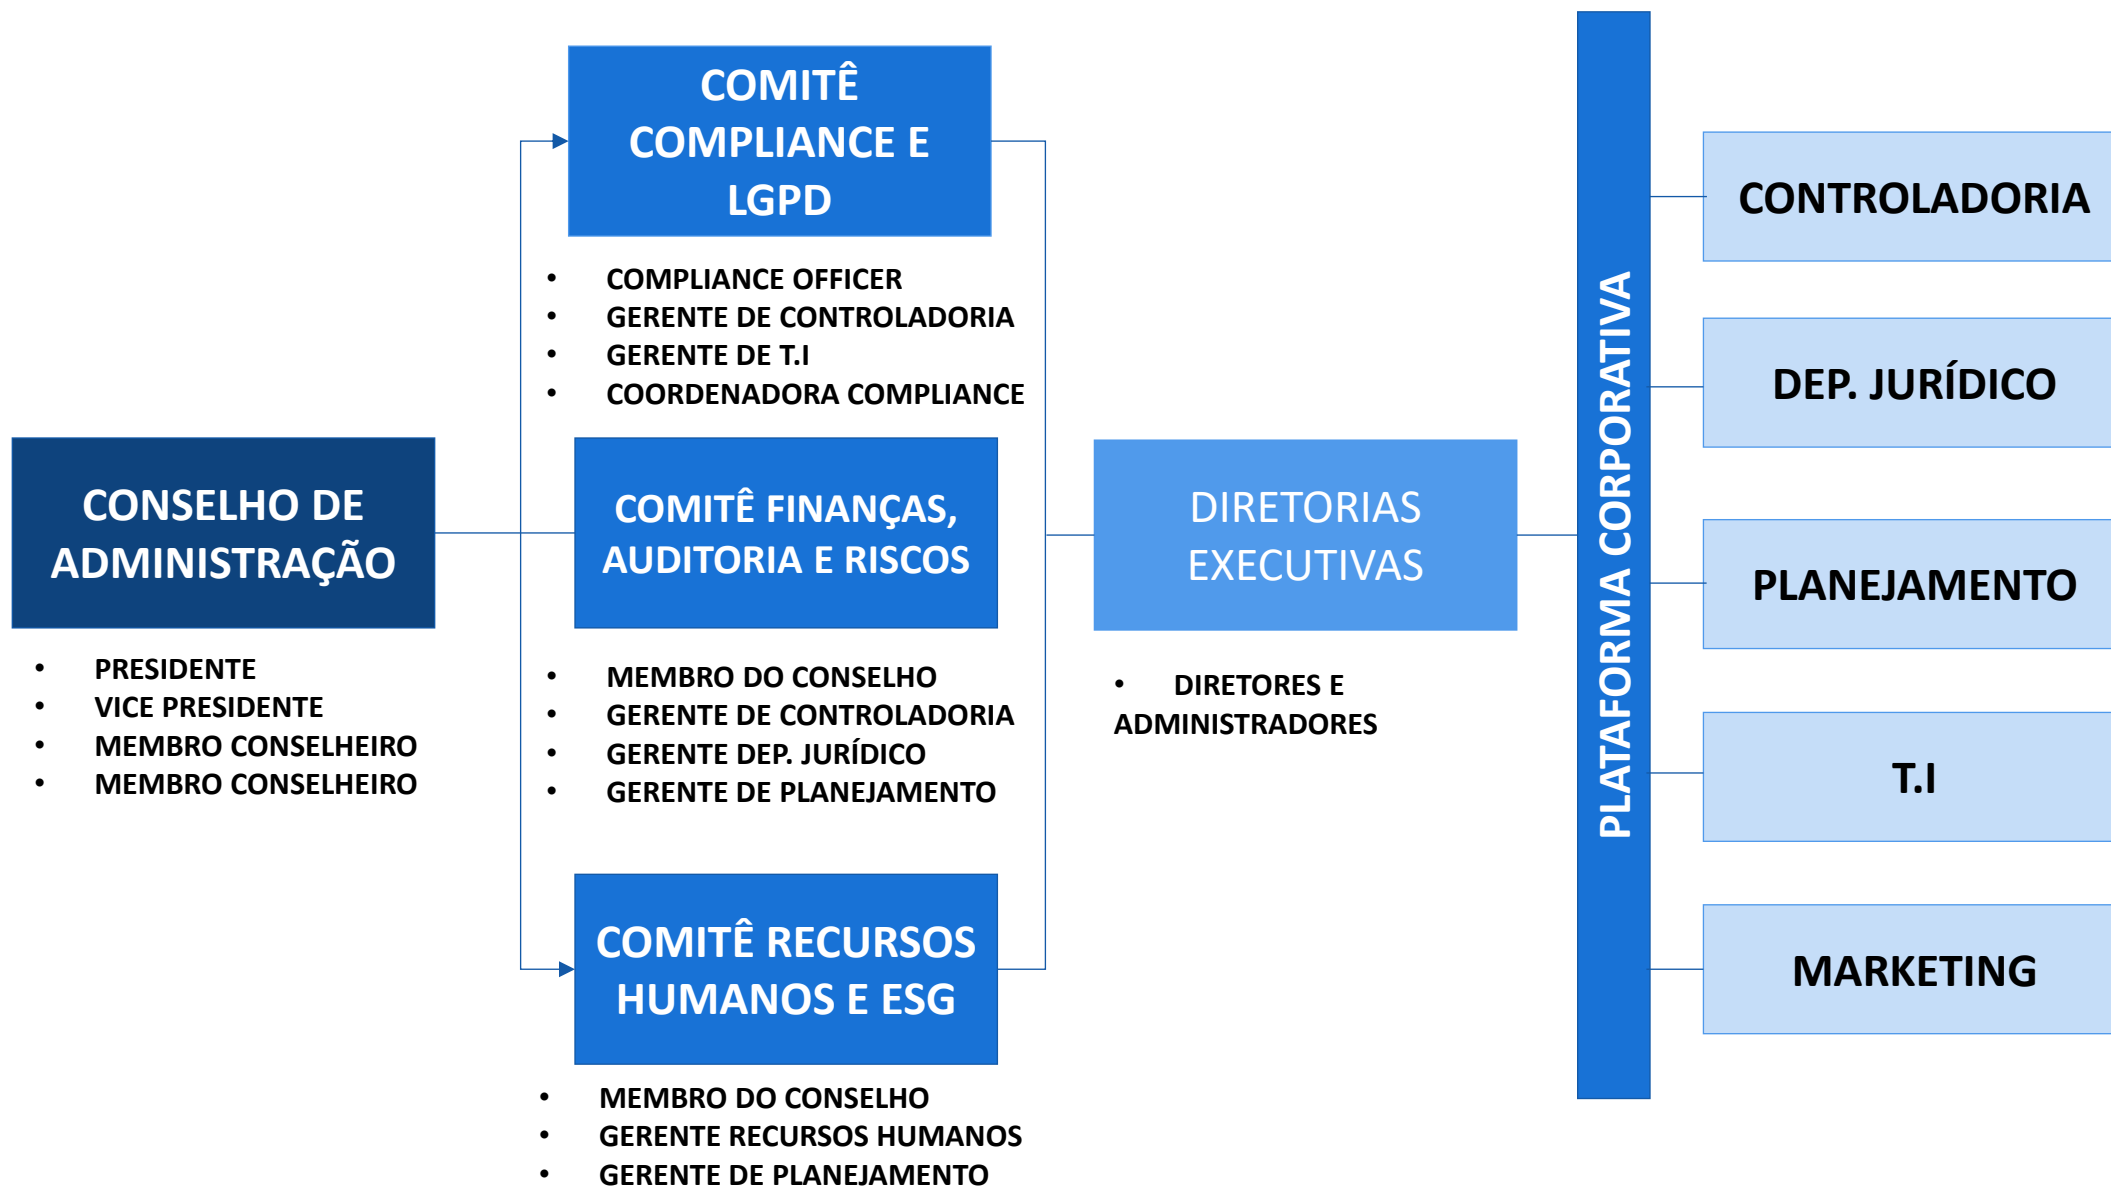 CONSELHO DE
ADMINISTRAÇÃO
• PRESIDENTE
• VICE PRESIDENTE
• MEMBRO CONSELHEIRO
• MEMBRO CONSELHEIRO
COMITÊ
COMPLIANCE E
LGPD
• COMPLIANCE OFFICER
• GERENTE DE CONTROLADORIA
• GERENTE DE T.I
• COORDENADORA COMPLIANCE
COMITÊ FINANÇAS,
AUDITORIA E RISCOS
• MEMBRO DO CONSELHO
• GERENTE DE CONTROLADORIA
• GERENTE DEP. JURÍDICO
• GERENTE DE PLANEJAMENTO
COMITÊ RECURSOS
HUMANOS E ESG
• MEMBRO DO CONSELHO
• GERENTE RECURSOS HUMANOS
• GERENTE DE PLANEJAMENTO
DIRETORIAS
EXECUTIVAS
• DIRETORES E
ADMINISTRADORES
PLATAFORMA CORPORATIVA
CONTROLADORIA
DEP. JURÍDICO
PLANEJAMENTO
T.I
MARKETING